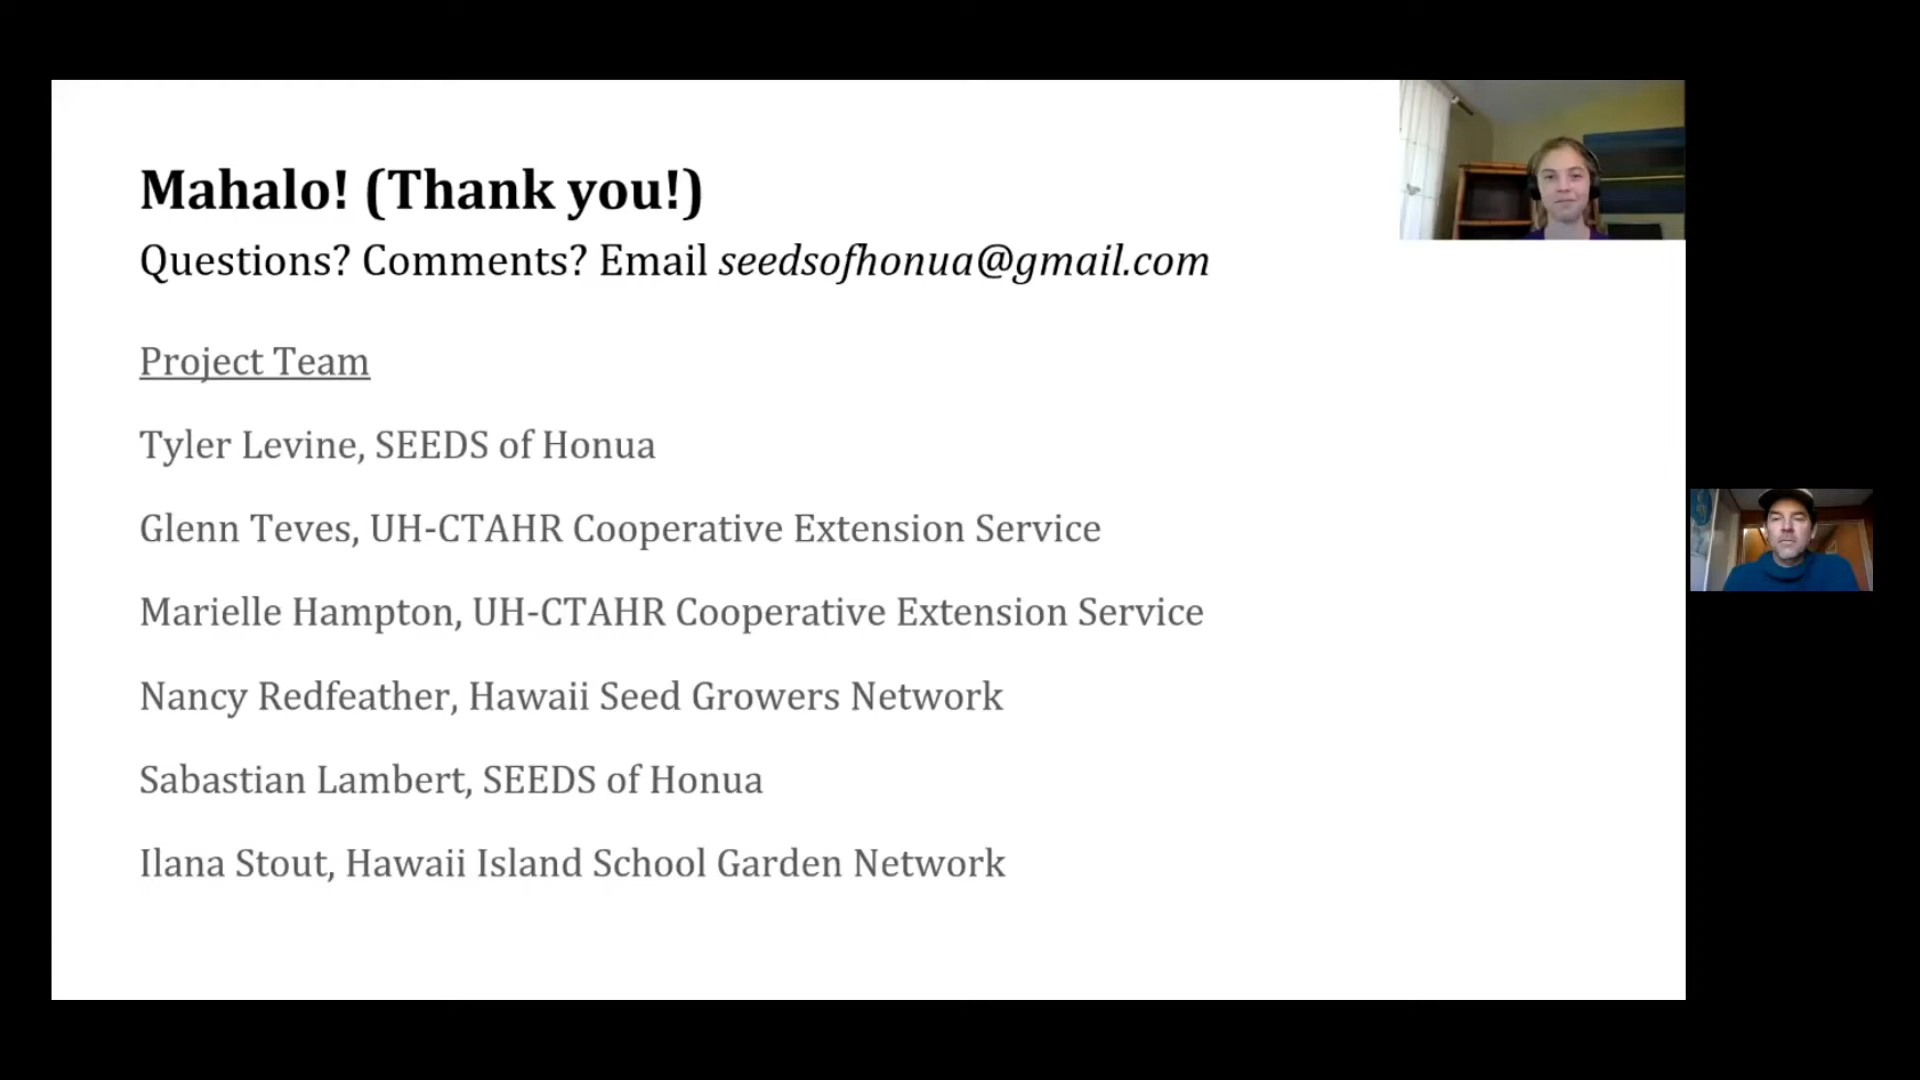 Mahalo! (Thank you!)
Questions? Comments? Email seedsofhonua@gmail.com
Project Team
Tyler Levine, SEEDS of Honua
Glenn Teves, UH-CTAHR Cooperative Extension Service
Marielle Hampton, UH-CTAHR Cooperative Extension Service
Nancy Redfeather, Hawaii Seed Growers Network
Sabastian Lambert, SEEDS of Honua
Ilana Stout, Hawaii Island School Garden Network